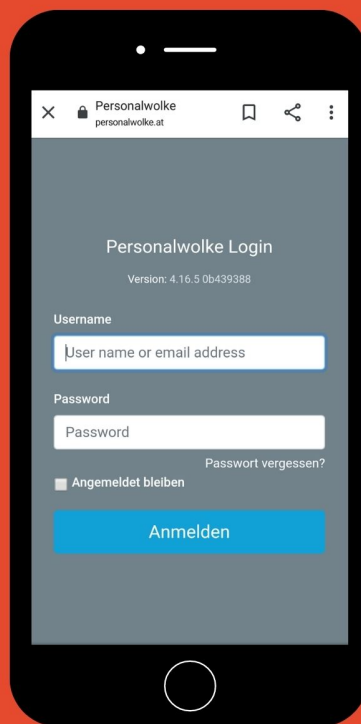 Personalwolke
personalwolke.at
Personalwolke Login
Version: 4.16.5 0b439388
Username
User name or email address
Password
Password
Passwort vergessen?
Angemeldet bleiben
Anmelden